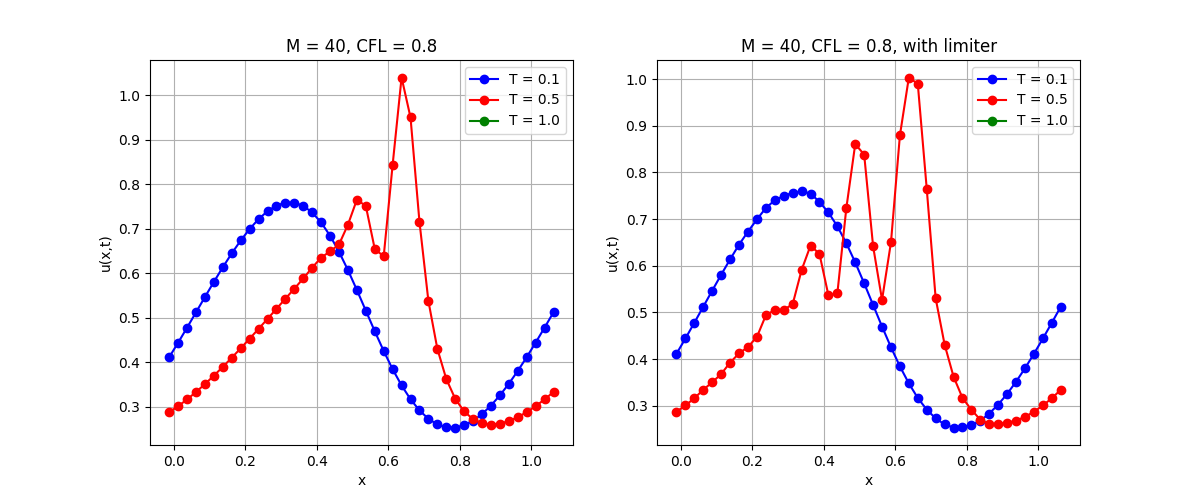 M = 40, CFL = 0.8
u(x,t)
1.0
0.9
0.8
0.7
0.6
0.5
0.4
0.3
T = 0.1
T = 0.5
T = 1.0
0.0 0.2 0.4 0.6 0.8 1.0
x
M = 40, CFL = 0.8, with limiter
u(x,t)
1.0
0.9
0.8
0.7
0.6
0.5
0.4
0.3
T = 0.1
T = 0.5
T = 1.0
0.0 0.2 0.4 0.6 0.8 1.0
x